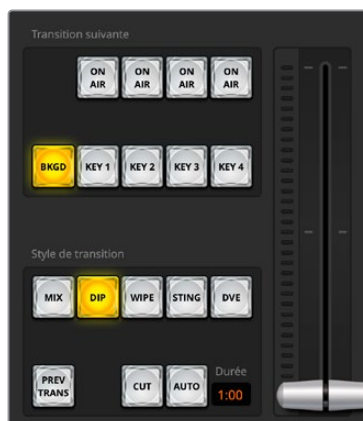 Transition suivante
ON AIR ON AIR ON AIR ON AIR
BKGD KEY 1 KEY 2 KEY 3 KEY 4
Style de transition
MIX DIP WIPE STING DVE
Durée
PREV TRANS CUT AUTO 1:00